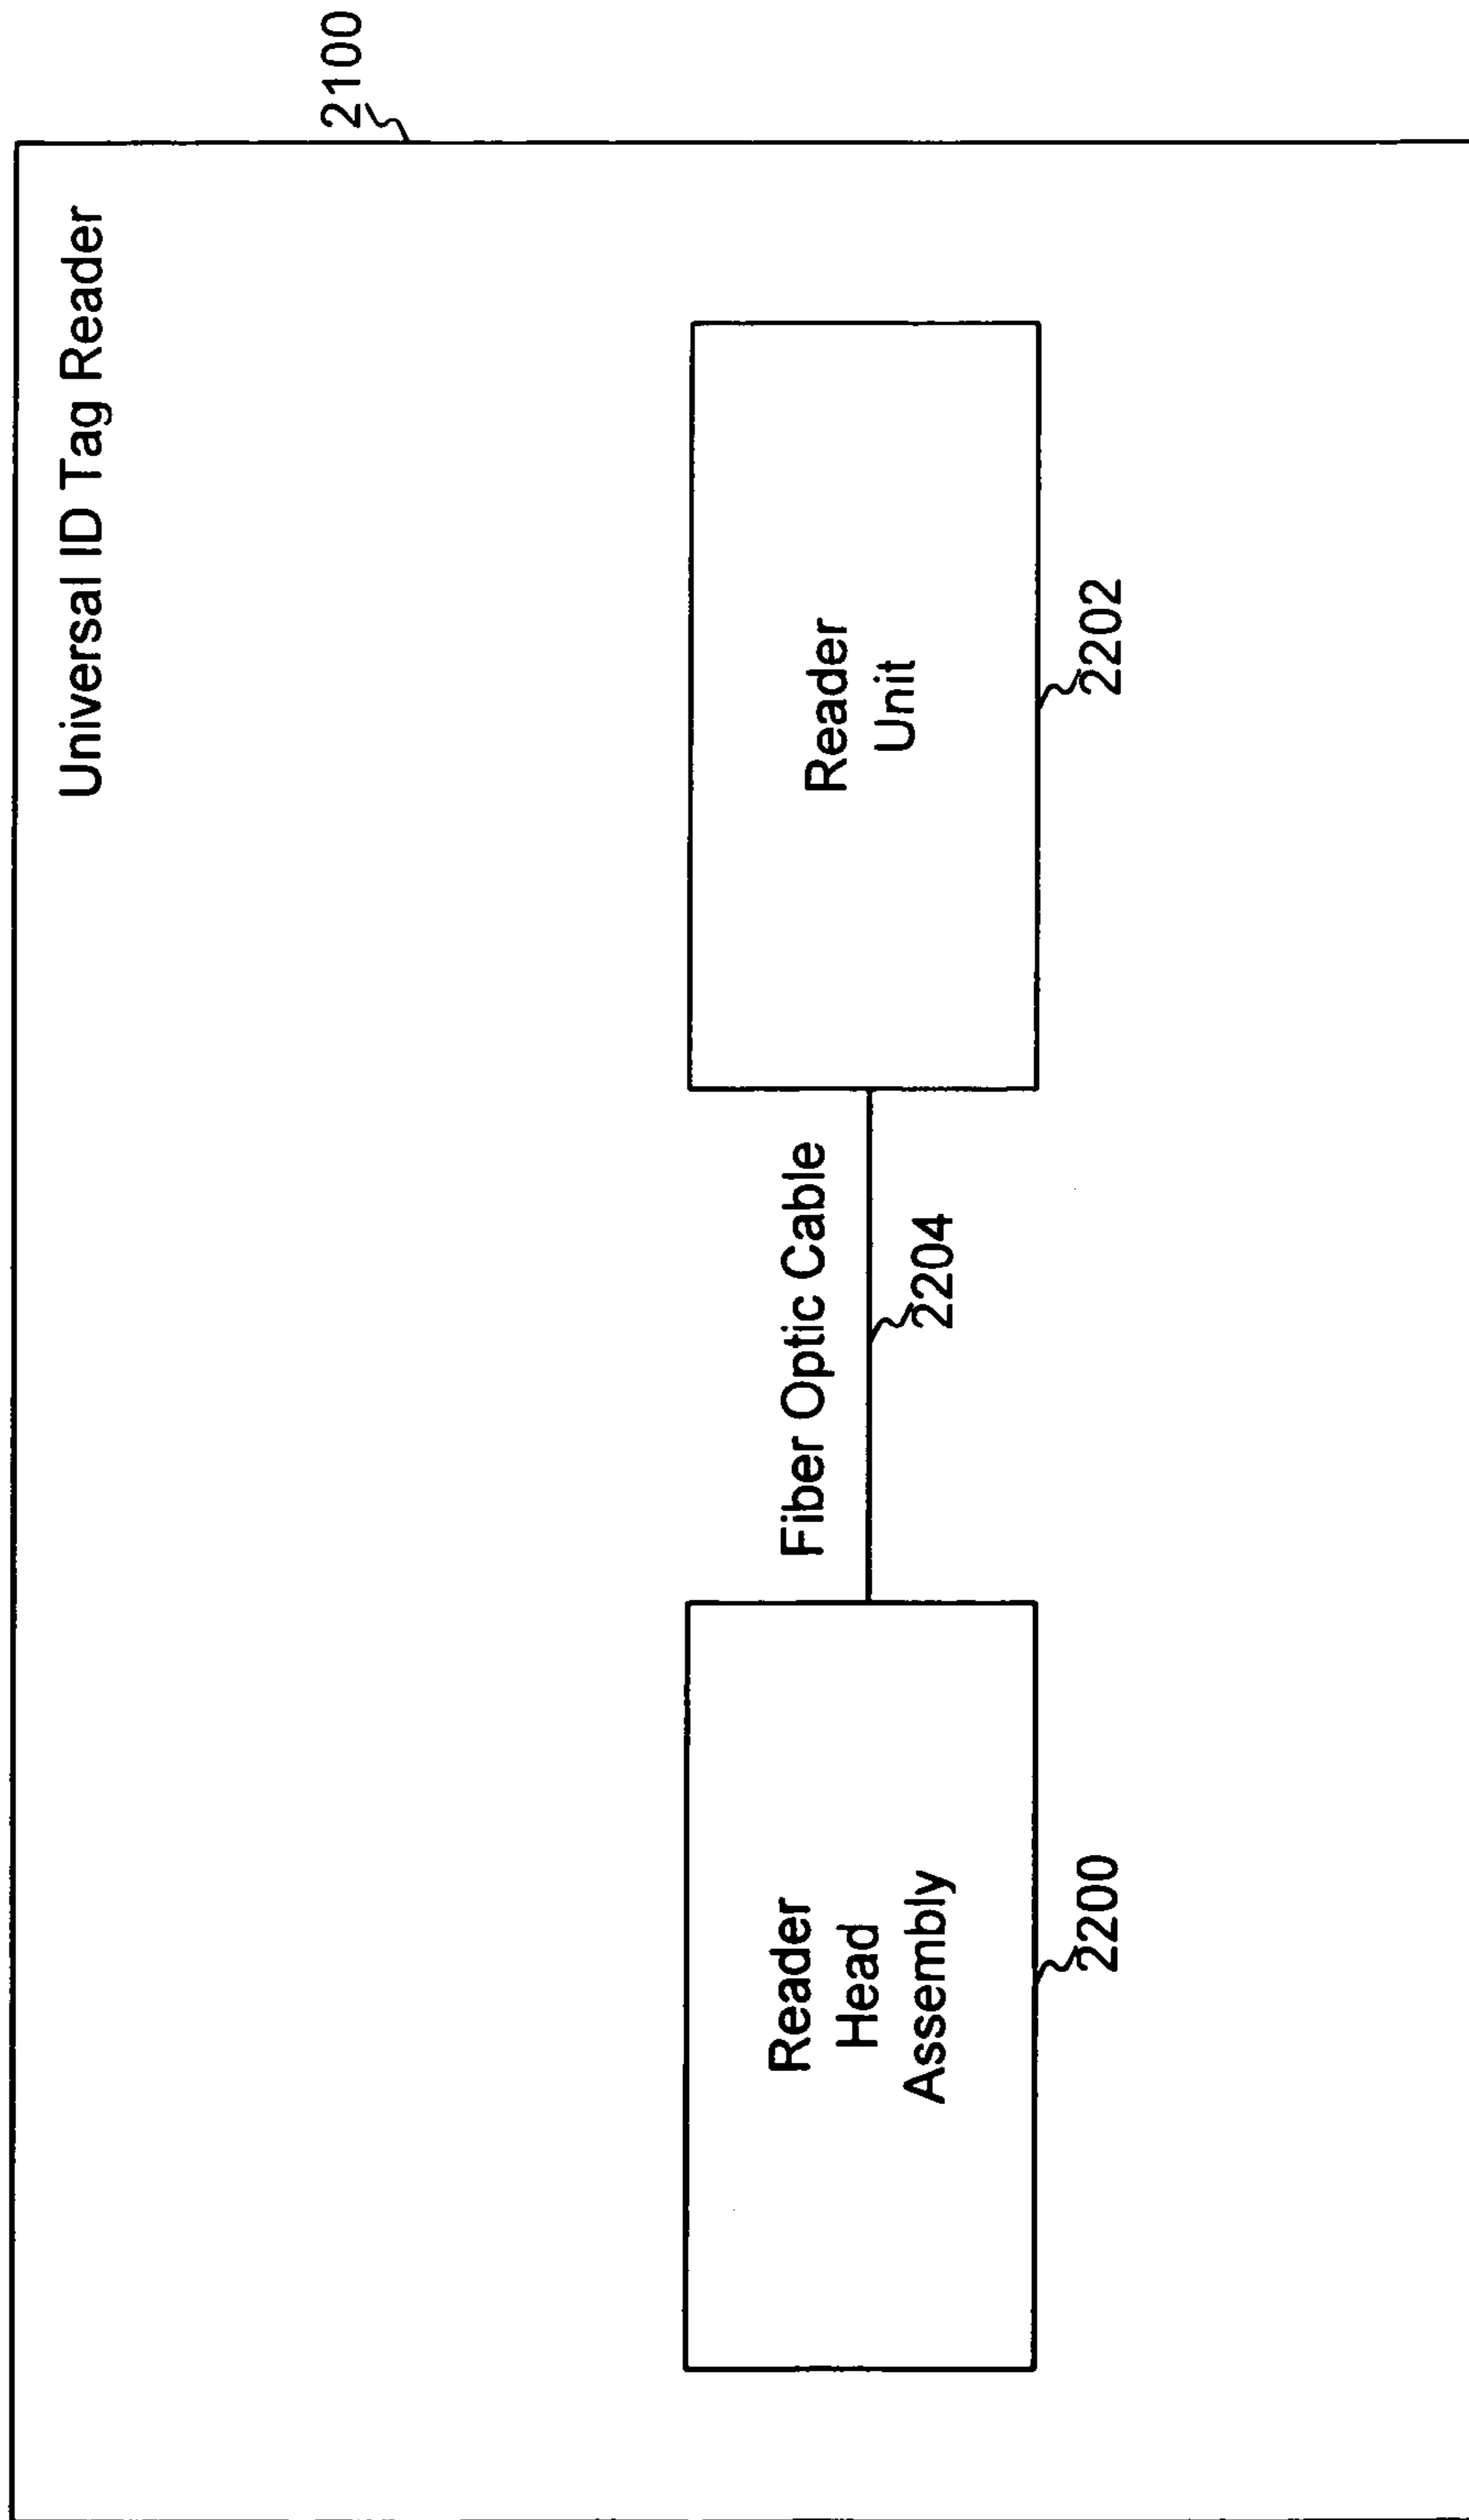 2100
Universal ID Tag Reader
Reader
Head
Assembly
2200
Fiber Optic Cable
2204
Reader
Unit
2202